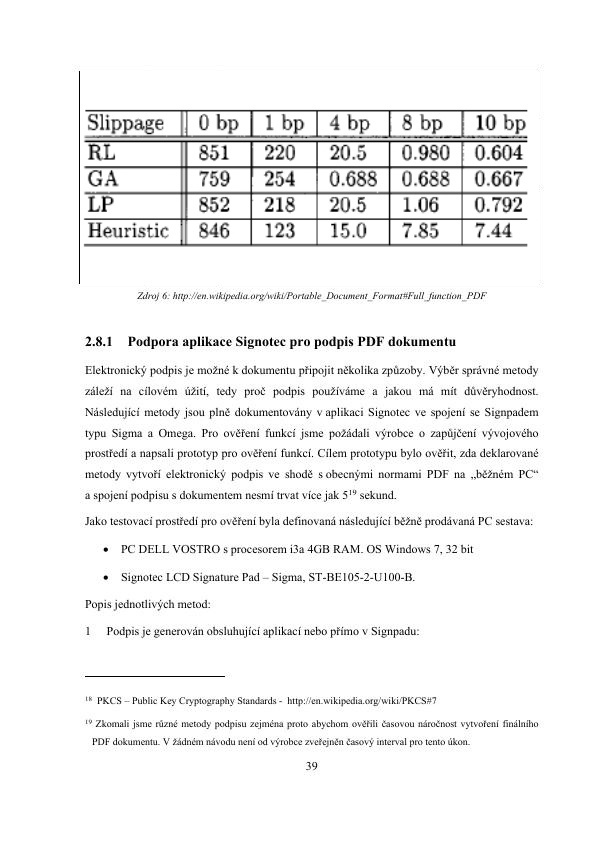 Slippage 0 bp 1 bp 4 bp 8 bp 10 bp
RL 851 220 20.5 0.980 0.604
GA 759 254 0.688 0.688 0.667
LP 852 218 20.5 1.06 0.792
Heuristic 846 123 15.0 7.85 7.44
Zdroj 6: http://en.wikipedia.org/wiki/Portable_Document_Format#Full_function_PDF
2.8.1 Podpora aplikace Signotec pro podpis PDF dokumentu
Elektronický podpis je možné k dokumentu připojit několika způzoby. Výběr správné metody
záleží na cílovém úžití, tedy proč podpis používáme a jakou má mít důvěryhodnost.
Následující metody jsou plně dokumentovány v aplikaci Signotec ve spojení se Signpadem
typu Sigma a Omega. Pro ověření funkcí jsme požádali výrobce o zapůjčení vývojového
prostředí a napsali prototyp pro ověření funkcí. Cílem prototypu bylo ověřit, zda deklarované
metody vytvoří elektronický podpis ve shodě s obecnými normami PDF na „běžném PC“
a spojení podpisu s dokumentem nesmí trvat více jak 5¹⁹ sekund.
Jako testovací prostředí pro ověření byla definovaná následující běžně prodávaná PC sestava:
• PC DELL VOSTRO s procesorem i3a 4GB RAM. OS Windows 7, 32 bit
• Signotec LCD Signature Pad – Sigma, ST-BE105-2-U100-B.
Popis jednotlivých metod:
1 Podpis je generován obsluhující aplikací nebo přímo v Signpadu:
¹⁸ PKCS – Public Key Cryptography Standards - http://en.wikipedia.org/wiki/PKCS#7
¹⁹ Zkomali jsme různé metody podpisu zejména proto abychom ověřili časovou náročnost vytvoření finálního
PDF dokumentu. V žádném návodu není od výrobce zveřejněn časový interval pro tento úkon.
39